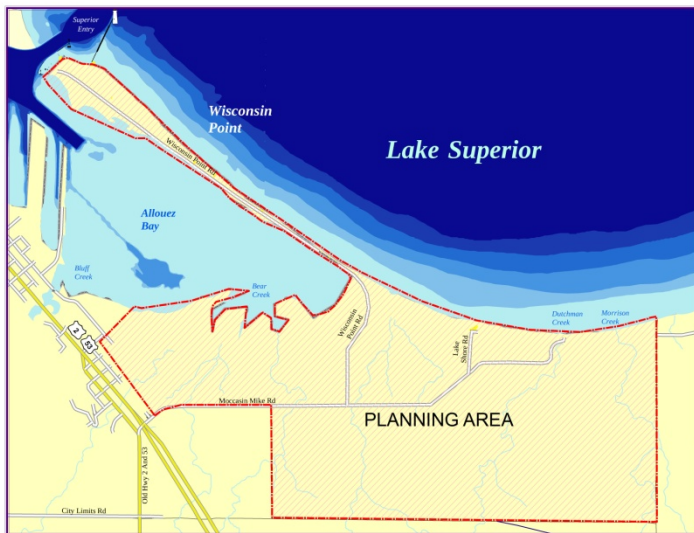 Superior
Entry
Wisconsin
Point
Wisconsin Point Rd
Lake Superior
Allouez
Bay
Bluff
Creek
Bear
Creek
Wisconsin
Point Rd
Dutchman
Creek
Morrison
Creek
2
53
Lake
Shore Rd
Moccasin Mike Rd
PLANNING AREA
Old Hwy 2 And 53
City Limits Rd